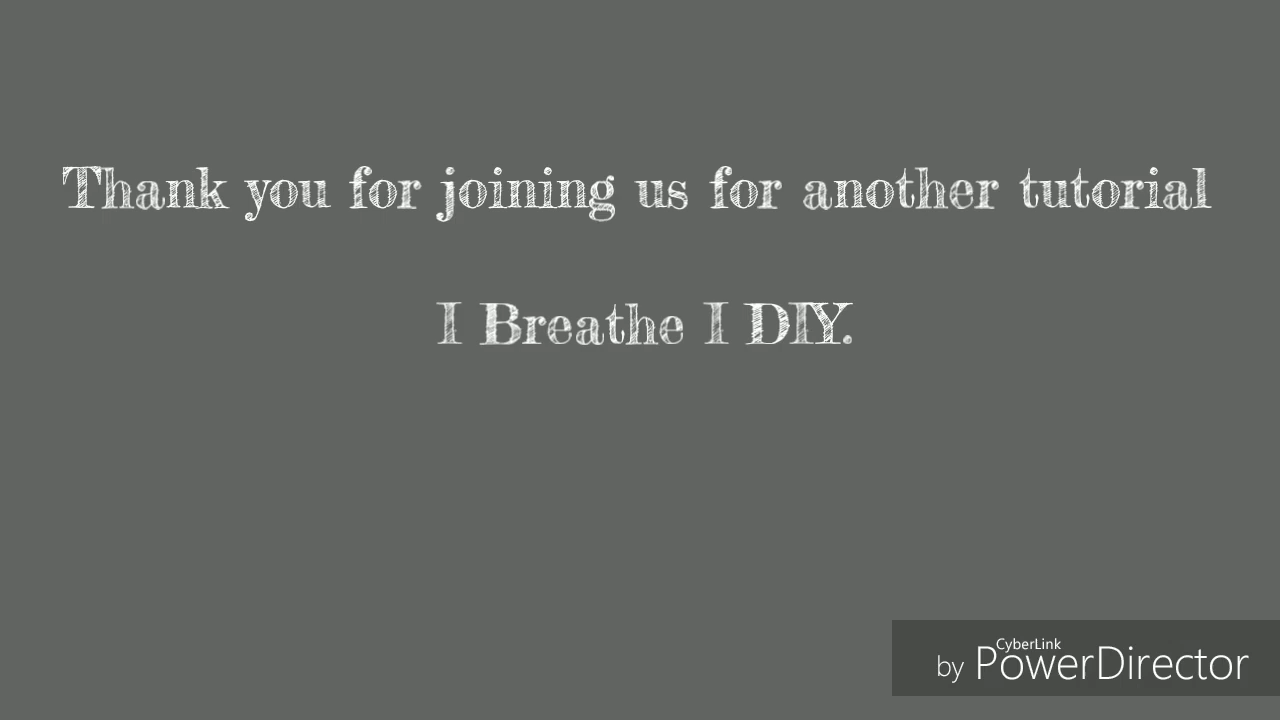 Thank you for joining us for another tutorial
I Breathe I DIY.
CyberLink
by PowerDirector